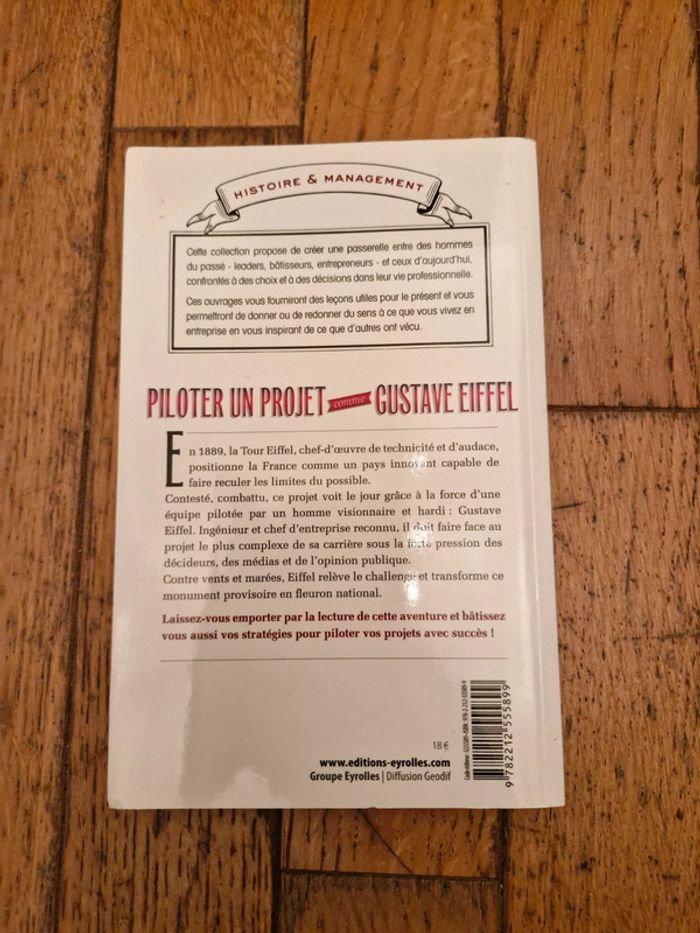 HISTOIRE & MANAGEMENT
Cette collection propose de créer une passerelle entre des hommes
du passé - leaders, bâtisseurs, entrepreneurs - et ceux d'aujourd'hui,
confrontés à des choix et à des décisions dans leur vie professionnelle.
Ces ouvrages vous fourniront des leçons utiles pour le présent et vous
permettront de donner ou de redonner du sens à ce que vous vivez en
entreprise en vous inspirant de ce que d'autres ont vécu.
PILOTER UN PROJET comme GUSTAVE EIFFEL
En 1889, la Tour Eiffel, chef-d'œuvre de technicité et d'audace,
positionne la France comme un pays innovant capable de
faire reculer les limites du possible.
Contesté, combattu, ce projet voit le jour grâce à la force d'une
équipe pilotée par un homme visionnaire et hardi : Gustave
Eiffel. Ingénieur et chef d'entreprise reconnu, il doit faire face au
projet le plus complexe de sa carrière sous la forte pression des
décideurs, des médias et de l'opinion publique.
Contre vents et marées, Eiffel relève le challenge et transforme ce
monument provisoire en fleuron national.
Laissez-vous emporter par la lecture de cette aventure et bâtissez
vous aussi vos stratégies pour piloter vos projets avec succès !
18 €
www.editions-eyrolles.com
Groupe Eyrolles | Diffusion Geodif
ISBN : 978-2-212-55589-9
9 782212 555899